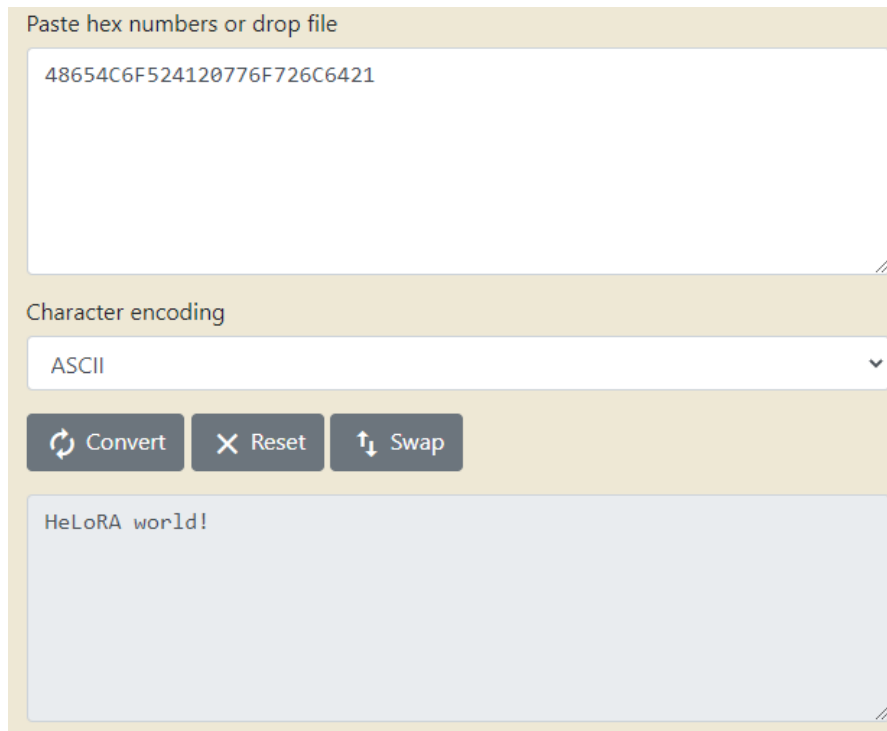 Paste hex numbers or drop file
48654C6F524120776F726C6421
Character encoding
ASCII
Convert Reset Swap
HeLoRA world!